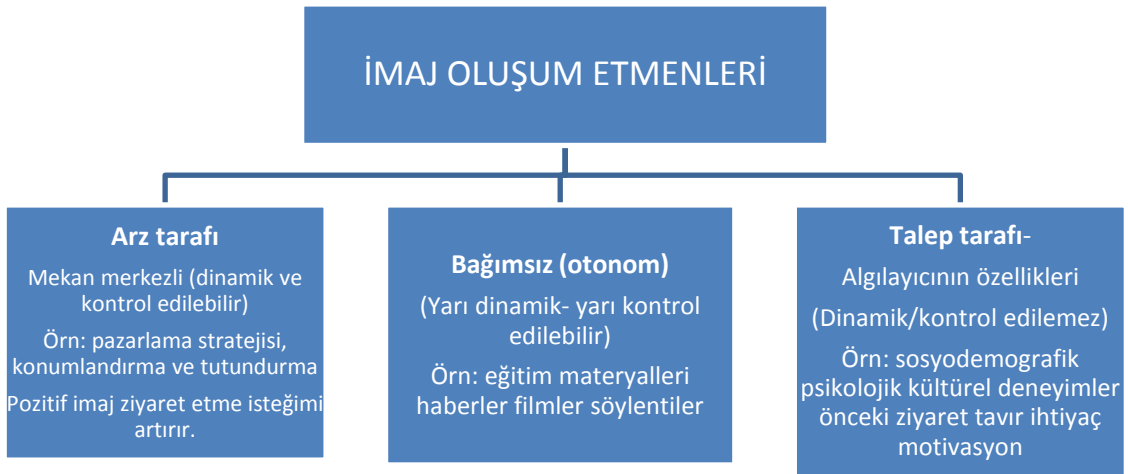 İMAJ OLUŞUM ETMENLERİ
Arz tarafı
Mekan merkezli (dinamik ve
kontrol edilebilir)
Örn: pazarlama stratejisi,
konumlandırma ve tutundurma
Pozitif imaj ziyaret etme isteğimi
artırır.
Bağımsız (otonom)
(Yarı dinamik- yarı kontrol
edilebilir)
Örn: eğitim materyalleri
haberler filmler söylentiler
Talep tarafı-
Algılayıcının özellikleri
(Dinamik/kontrol edilemez)
Örn: sosyodemografik
psikolojik kültürel deneyimler
önceki ziyaret tavır ihtiyaç
motivasyon